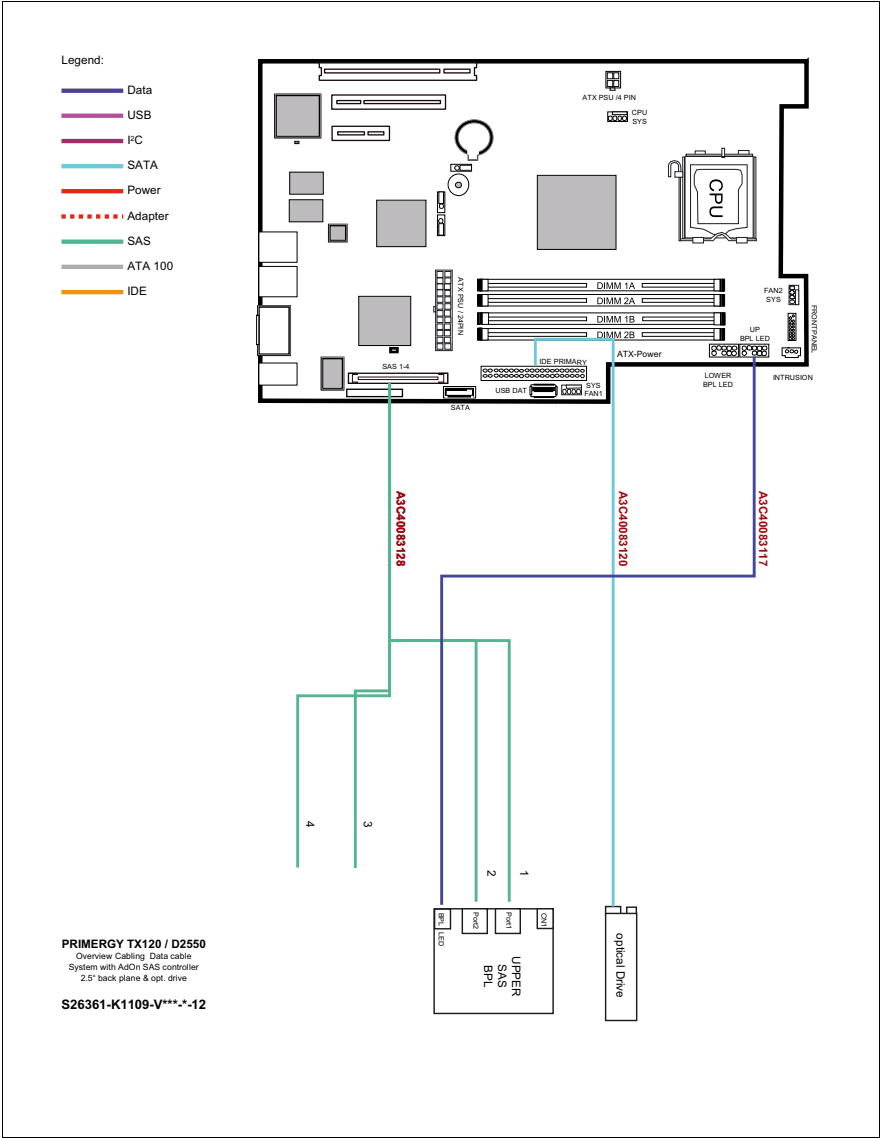 Legend:
Data
USB
I²C
SATA
Power
Adapter
SAS
ATA 100
IDE
ATX PSU /4 PIN
CPU
SYS
CPU
ATX PSU / 24PIN
DIMM 1A
DIMM 2A
DIMM 1B
DIMM 2B
FAN2
SYS
FRONTPANEL
UP
BPL LED
ATX-Power
IDE PRIMARY
SAS 1-4
LOWER
BPL LED
INTRUSION
USB DAT
SYS
FAN1
SATA
A3C40083128
A3C40083120
A3C40083117
4
3
2
1
BPL
LED
Port2
Port1
CN1
UPPER
SAS
BPL
optical Drive
PRIMERGY TX120 / D2550
Overview Cabling Data cable
System with AdOn SAS controller
2.5“ back plane & opt. drive
S26361-K1109-V***-*-12